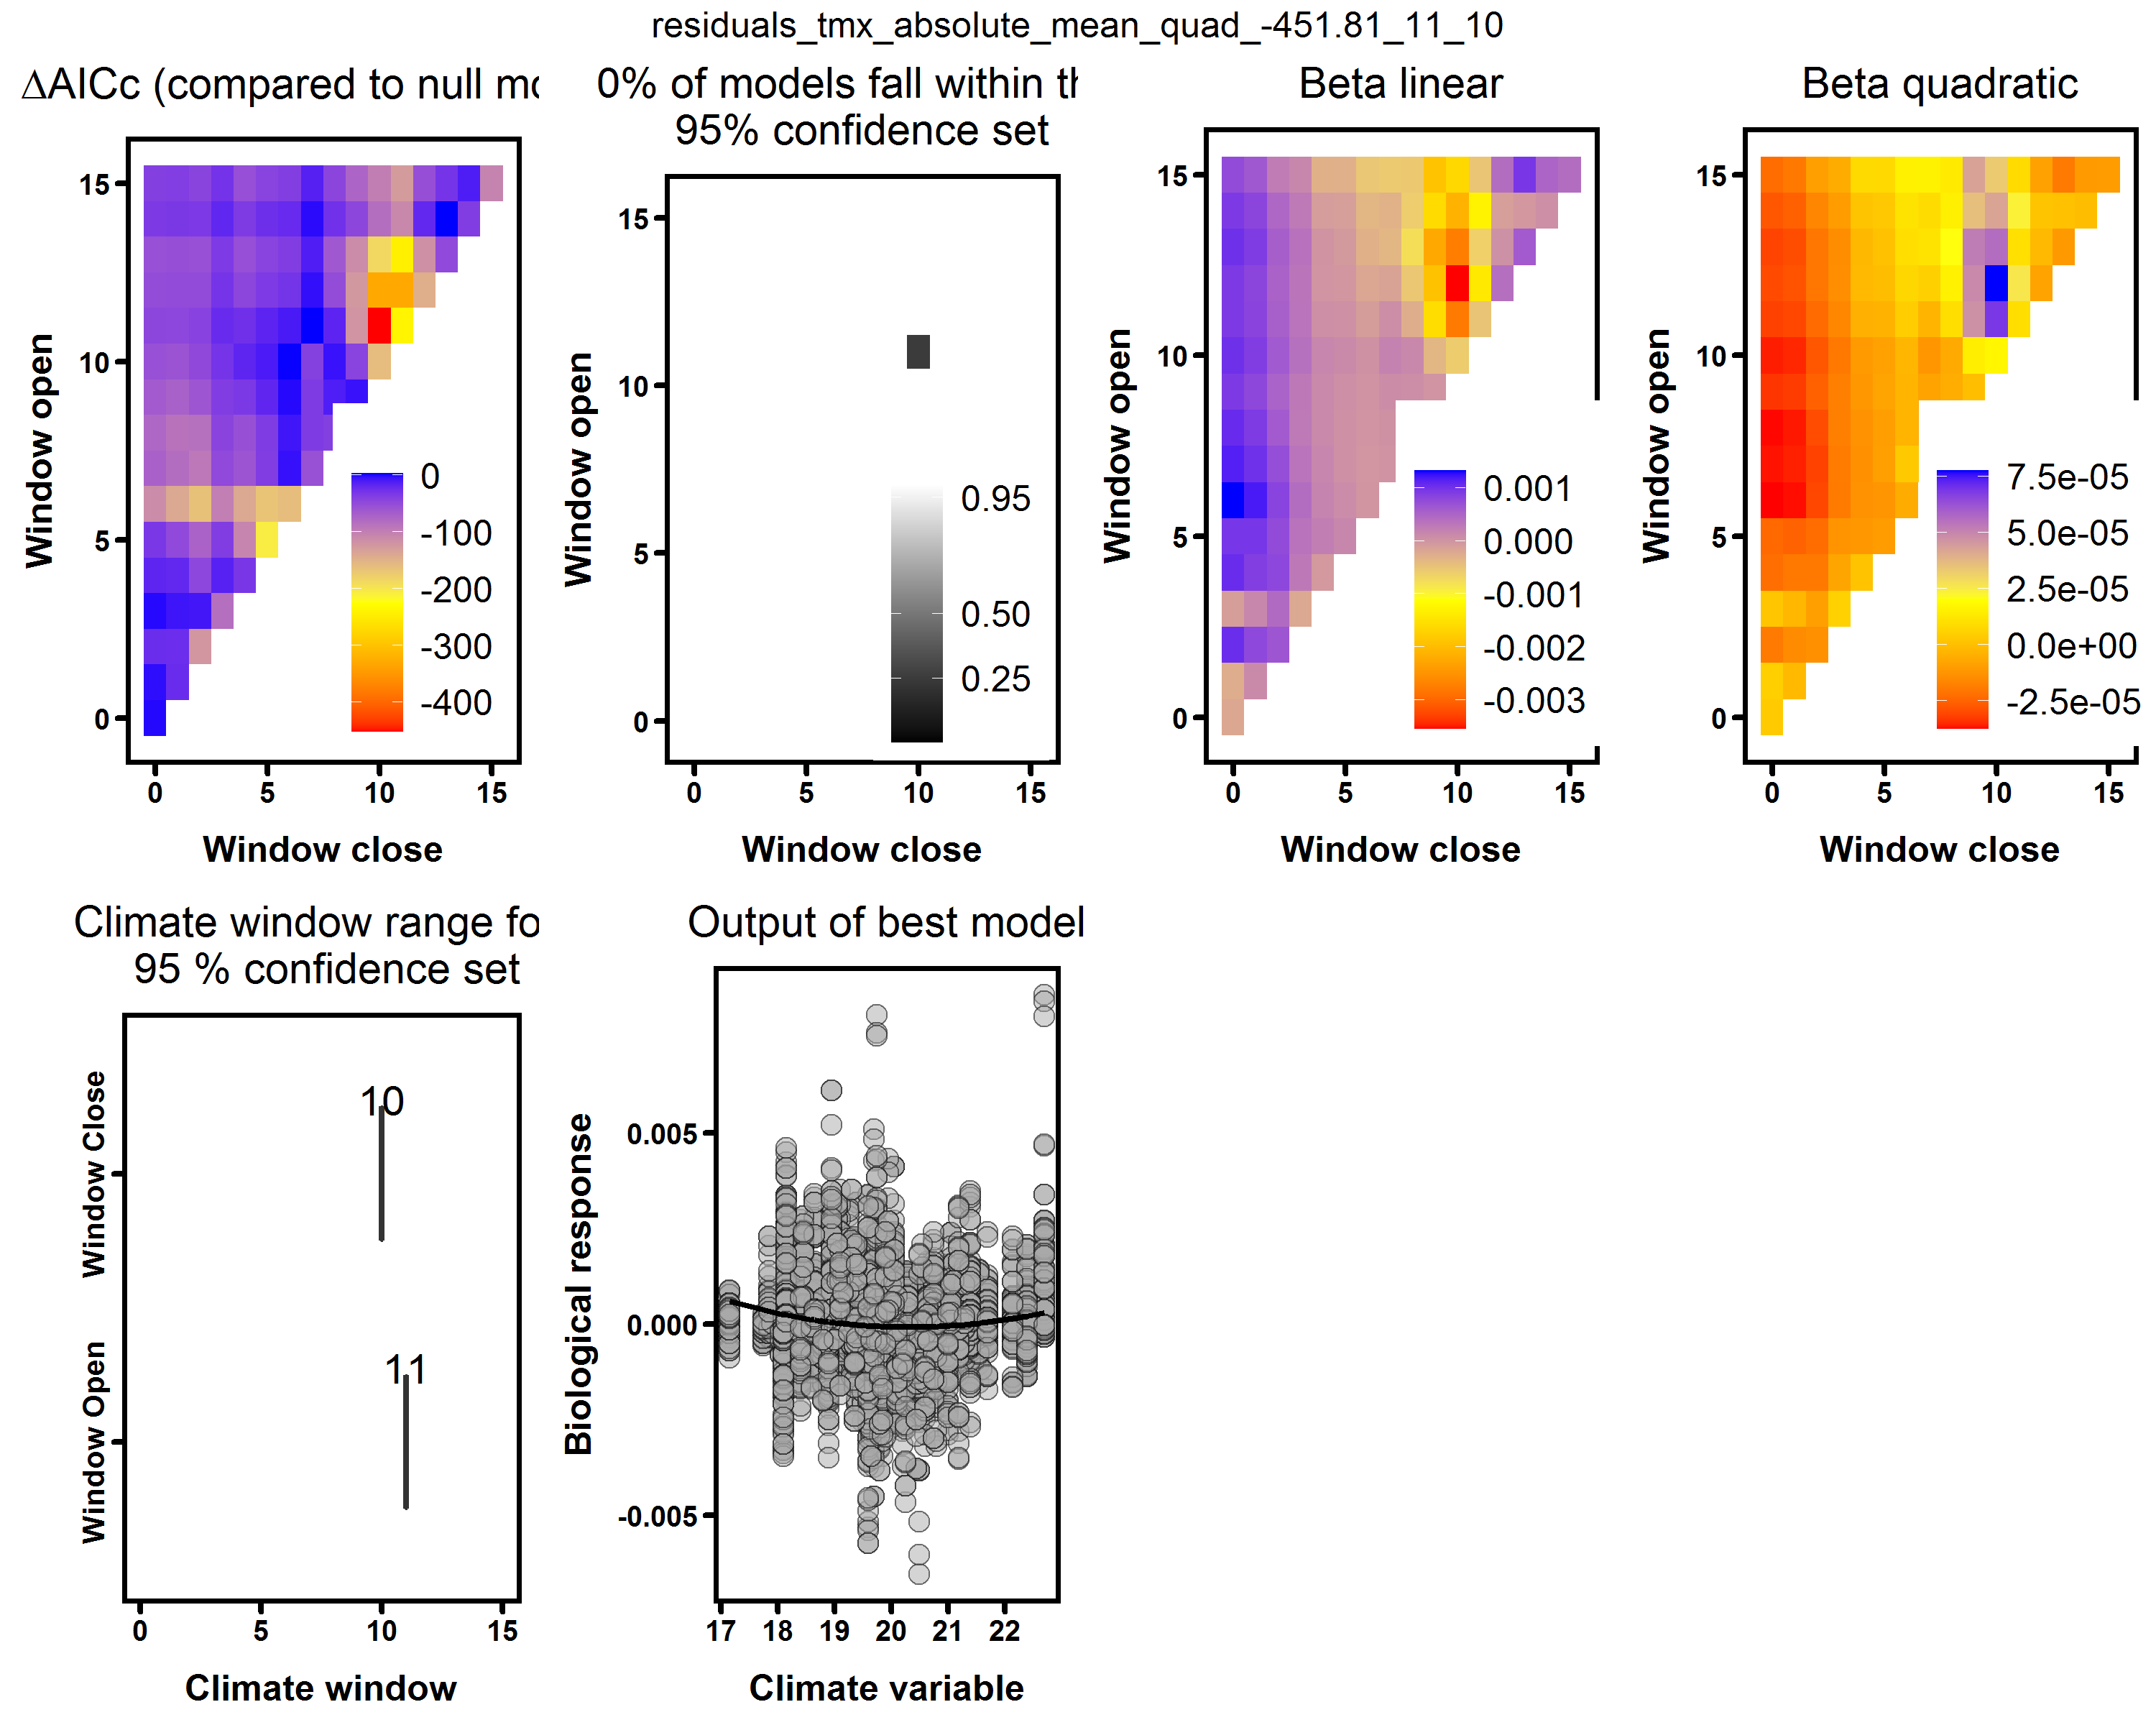 residuals_tmx_absolute_mean_quad_-451.81_11_10
ΔAICc (compared to null mo
Window open
15
10
5
0
0
-100
-200
-300
-400
0 5 10 15
Window close
0% of models fall within th
95% confidence set
Window open
15
10
5
0
0.95
0.50
0.25
0 5 10 15
Window close
Beta linear
Window open
15
10
5
0
0.001
0.000
-0.001
-0.002
-0.003
0 5 10 15
Window close
Beta quadratic
Window open
15
10
5
0
7.5e-05
5.0e-05
2.5e-05
0.0e+00
-2.5e-05
0 5 10 15
Window close
Climate window range fo
95 % confidence set
Window Close
Window Open
10
11
0 5 10 15
Climate window
Output of best model
Biological response
0.005
0.000
-0.005
17 18 19 20 21 22
Climate variable